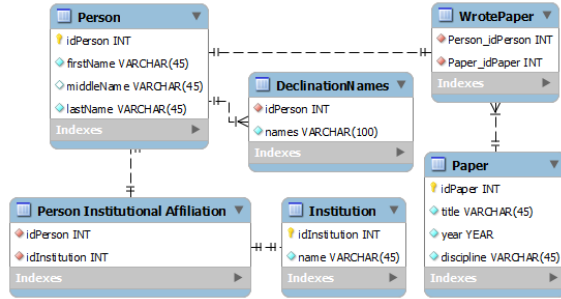 Person
idPerson INT
firstName VARCHAR(45)
middleName VARCHAR(45)
lastName VARCHAR(45)
Indexes
WrotePaper
Person_idPerson INT
Paper_idPaper INT
Indexes
DeclinationNames
idPerson INT
names VARCHAR(100)
Indexes
Paper
idPaper INT
title VARCHAR(45)
year YEAR
discipline VARCHAR(45)
Indexes
Person Institutional Affiliation
idPerson INT
idInstitution INT
Indexes
Institution
idInstitution INT
name VARCHAR(45)
Indexes